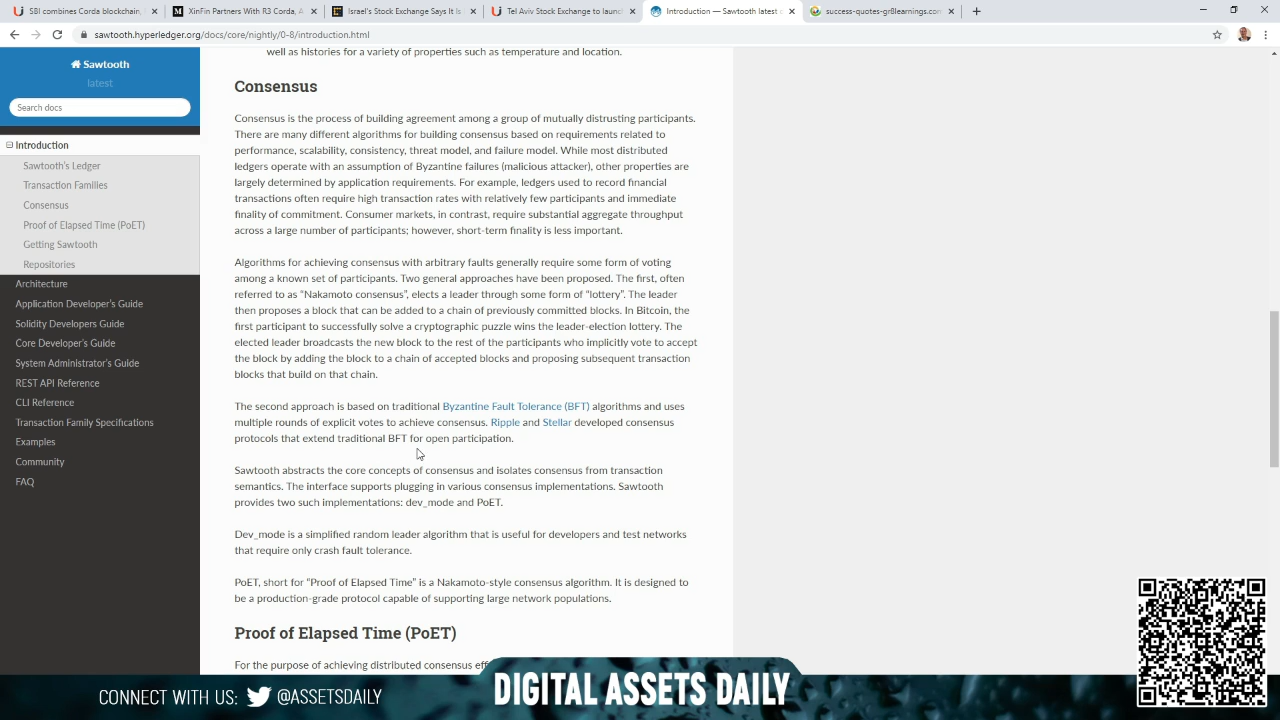 SBI combines Corda blockchain,
XinFin Partners With R3 Corda, A
Israel's Stock Exchange Says It Is
Tel Aviv Stock Exchange to launch
Introduction — Sawtooth latest d
success-quotes-gr8learnings.com
sawtooth.hyperledger.org/docs/core/nightly/0-8/introduction.html
Sawtooth
latest
Search docs
Introduction
Sawtooth's Ledger
Transaction Families
Consensus
Proof of Elapsed Time (PoET)
Getting Sawtooth
Repositories
Architecture
Application Developer's Guide
Solidity Developers Guide
Core Developer's Guide
System Administrator's Guide
REST API Reference
CLI Reference
Transaction Family Specifications
Examples
Community
FAQ
well as histories for a variety of properties such as temperature and location.
Consensus
Consensus is the process of building agreement among a group of mutually distrusting participants.
There are many different algorithms for building consensus based on requirements related to
performance, scalability, consistency, threat model, and failure model. While most distributed
ledgers operate with an assumption of Byzantine failures (malicious attacker), other properties are
largely determined by application requirements. For example, ledgers used to record financial
transactions often require high transaction rates with relatively few participants and immediate
finality of commitment. Consumer markets, in contrast, require substantial aggregate throughput
across a large number of participants; however, short-term finality is less important.
Algorithms for achieving consensus with arbitrary faults generally require some form of voting
among a known set of participants. Two general approaches have been proposed. The first, often
referred to as “Nakamoto consensus”, elects a leader through some form of “lottery”. The leader
then proposes a block that can be added to a chain of previously committed blocks. In Bitcoin, the
first participant to successfully solve a cryptographic puzzle wins the leader-election lottery. The
elected leader broadcasts the new block to the rest of the participants who implicitly vote to accept
the block by adding the block to a chain of accepted blocks and proposing subsequent transaction
blocks that build on that chain.
The second approach is based on traditional Byzantine Fault Tolerance (BFT) algorithms and uses
multiple rounds of explicit votes to achieve consensus. Ripple and Stellar developed consensus
protocols that extend traditional BFT for open participation.
Sawtooth abstracts the core concepts of consensus and isolates consensus from transaction
semantics. The interface supports plugging in various consensus implementations. Sawtooth
provides two such implementations: dev_mode and PoET.
Dev_mode is a simplified random leader algorithm that is useful for developers and test networks
that require only crash fault tolerance.
PoET, short for “Proof of Elapsed Time” is a Nakamoto-style consensus algorithm. It is designed to
be a production-grade protocol capable of supporting large network populations.
Proof of Elapsed Time (PoET)
For the purpose of achieving distributed consensus eff
CONNECT WITH US: @ASSETSDAILY
DIGITAL ASSETS DAILY